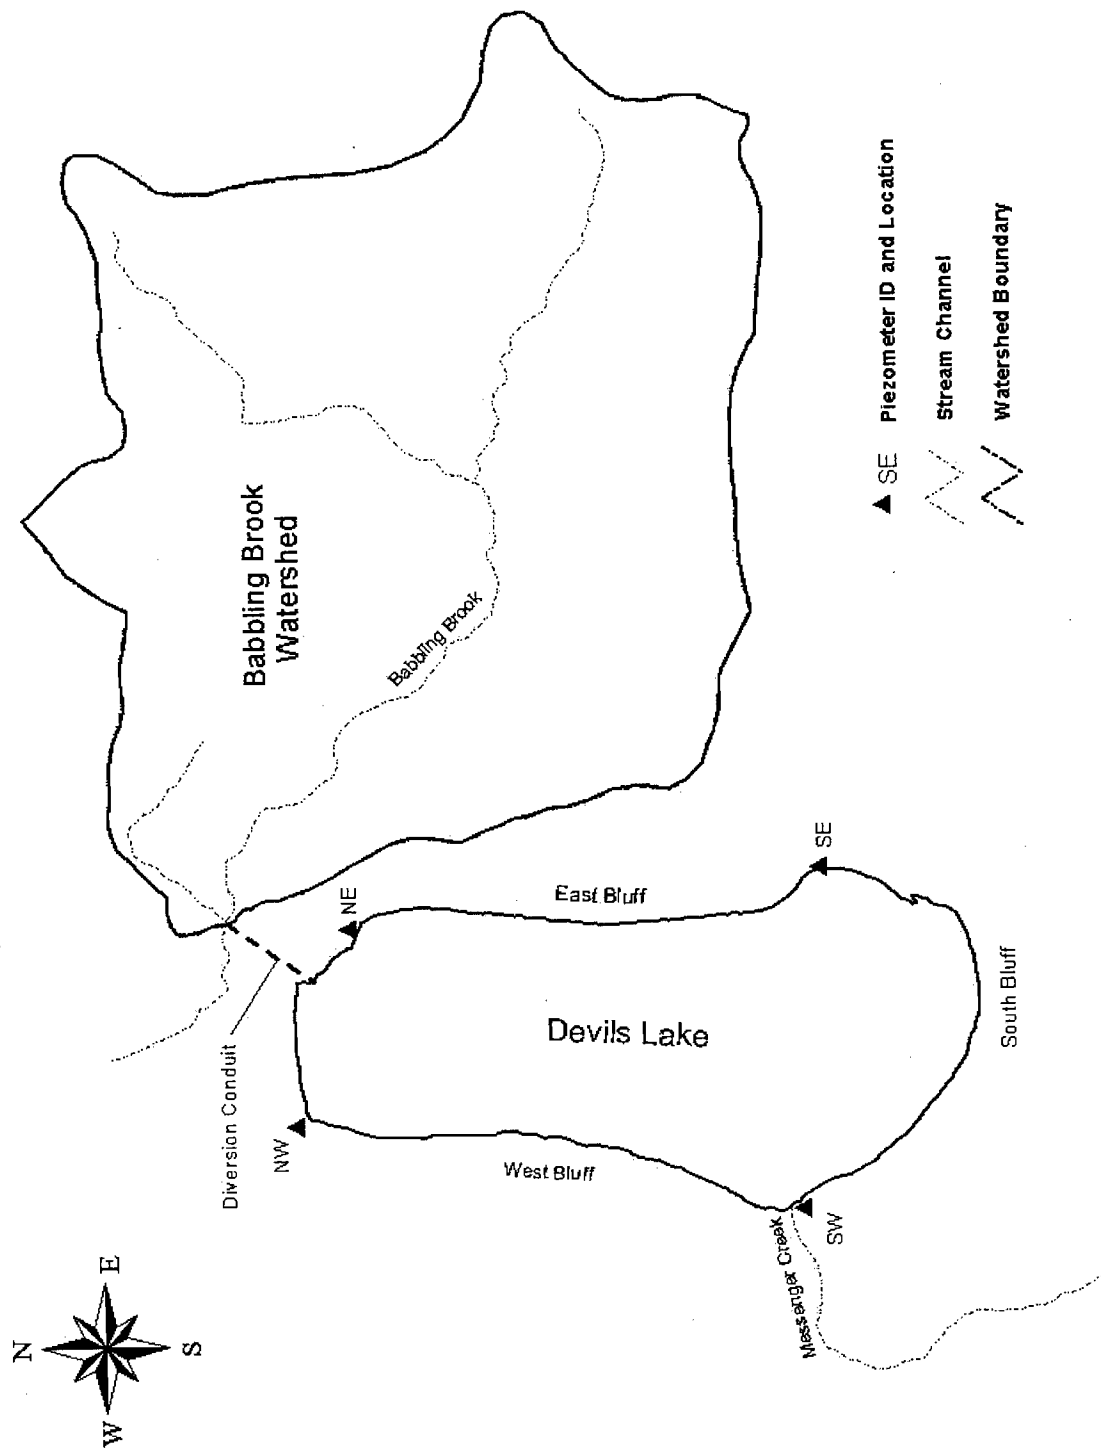 N
W
E
S
Babbling Brook
Watershed
Babbling Brook
Diversion Conduit
NW
NE
East Bluff
SE
Devils Lake
West Bluff
South Bluff
Messenger Creek
SW
SE Piezometer ID and Location
Stream Channel
Watershed Boundary